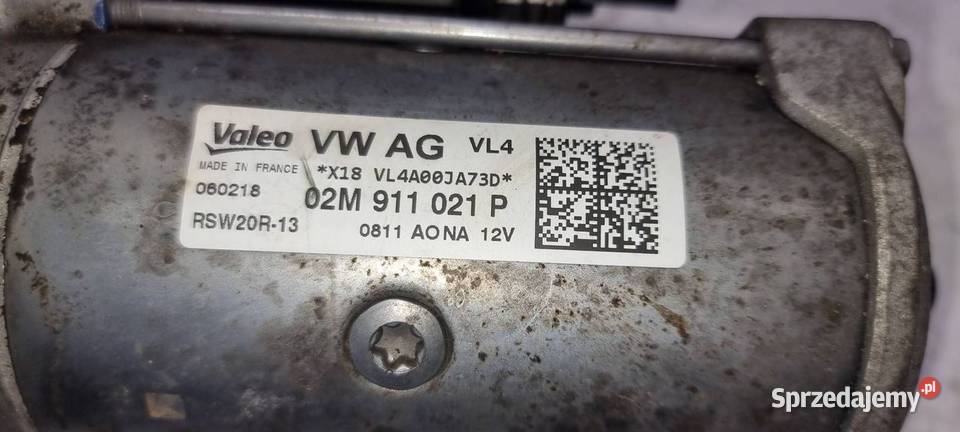 Valeo VW AG VL4
MADE IN FRANCE *X18 VL4A00JA73D*
060218 02M 911 021 P
RSW20R-13 0811 AONA 12V
Sprzedajemy.pl